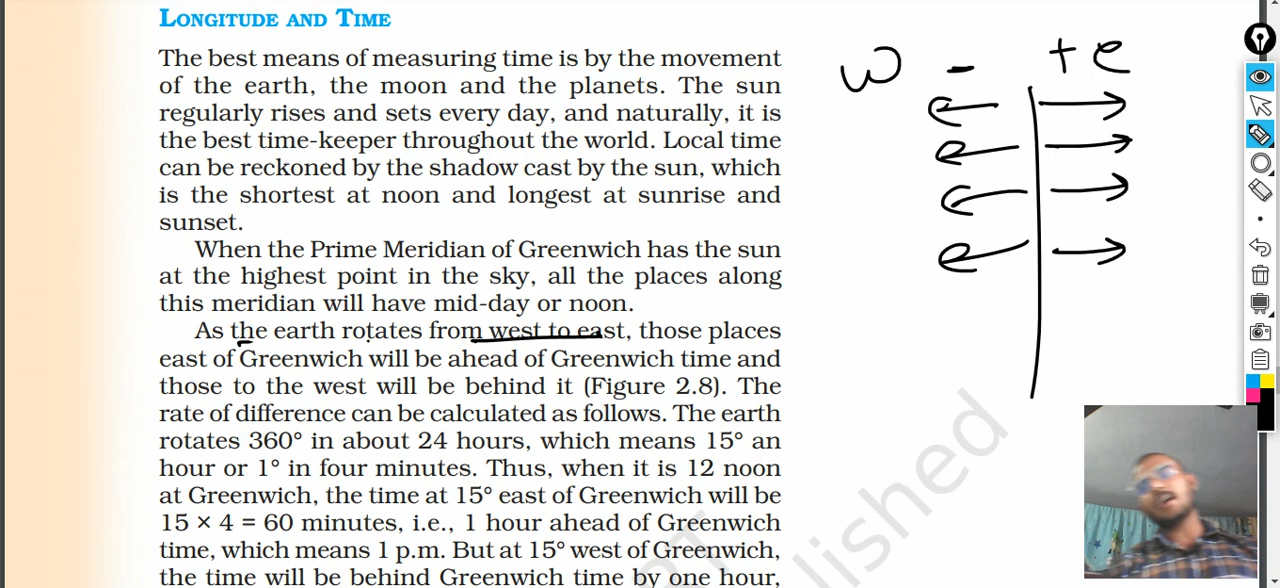 LONGITUDE AND TIME
The best means of measuring time is by the movement
of the earth, the moon and the planets. The sun
regularly rises and sets every day, and naturally, it is
the best time-keeper throughout the world. Local time
can be reckoned by the shadow cast by the sun, which
is the shortest at noon and longest at sunrise and
sunset.
When the Prime Meridian of Greenwich has the sun
at the highest point in the sky, all the places along
this meridian will have mid-day or noon.
As the earth rotates from west to east, those places
east of Greenwich will be ahead of Greenwich time and
those to the west will be behind it (Figure 2.8). The
rate of difference can be calculated as follows. The earth
rotates 360° in about 24 hours, which means 15° an
hour or 1° in four minutes. Thus, when it is 12 noon
at Greenwich, the time at 15° east of Greenwich will be
15 × 4 = 60 minutes, i.e., 1 hour ahead of Greenwich
time, which means 1 p.m. But at 15° west of Greenwich,
the time will be behind Greenwich time by one hour,
w - + e